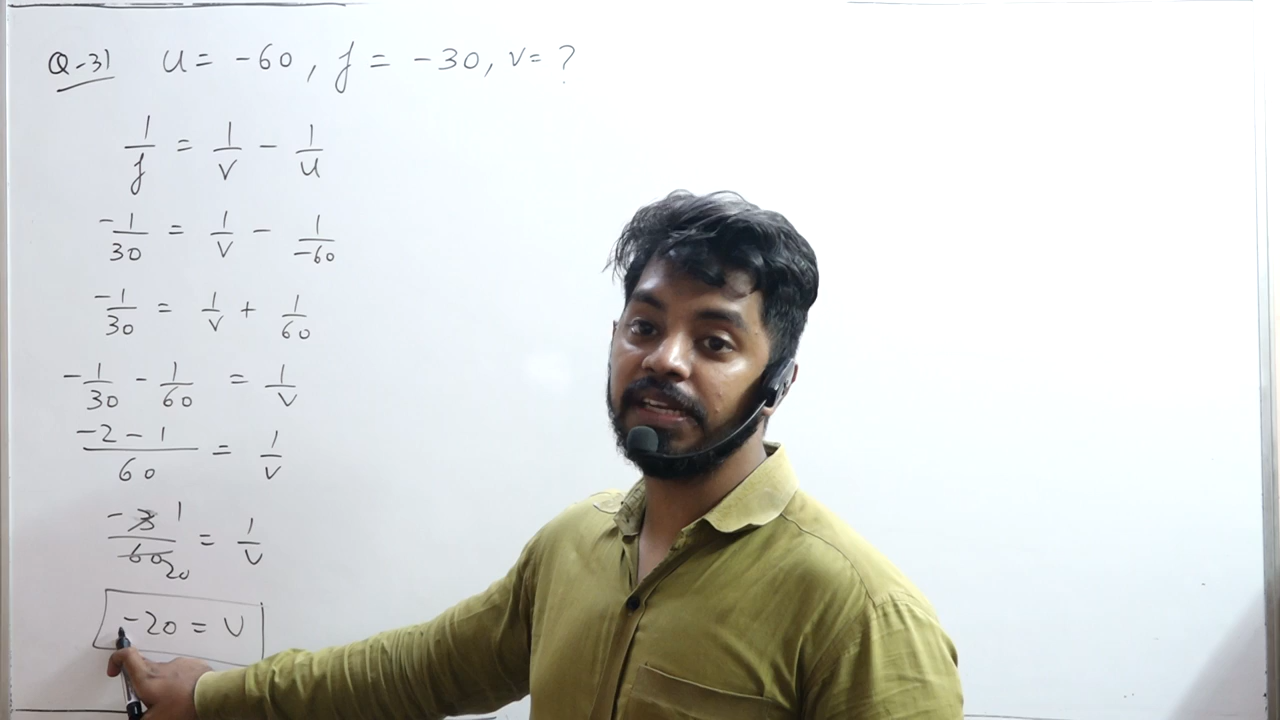 Q-31 u = -60, f = -30, v = ?
1/f = 1/v - 1/u
-1/30 = 1/v - 1/-60
-1/30 = 1/v + 1/60
-1/30 - 1/60 = 1/v
-2-1/60 = 1/v
-3 1/60 20 = 1/v
-20 = v